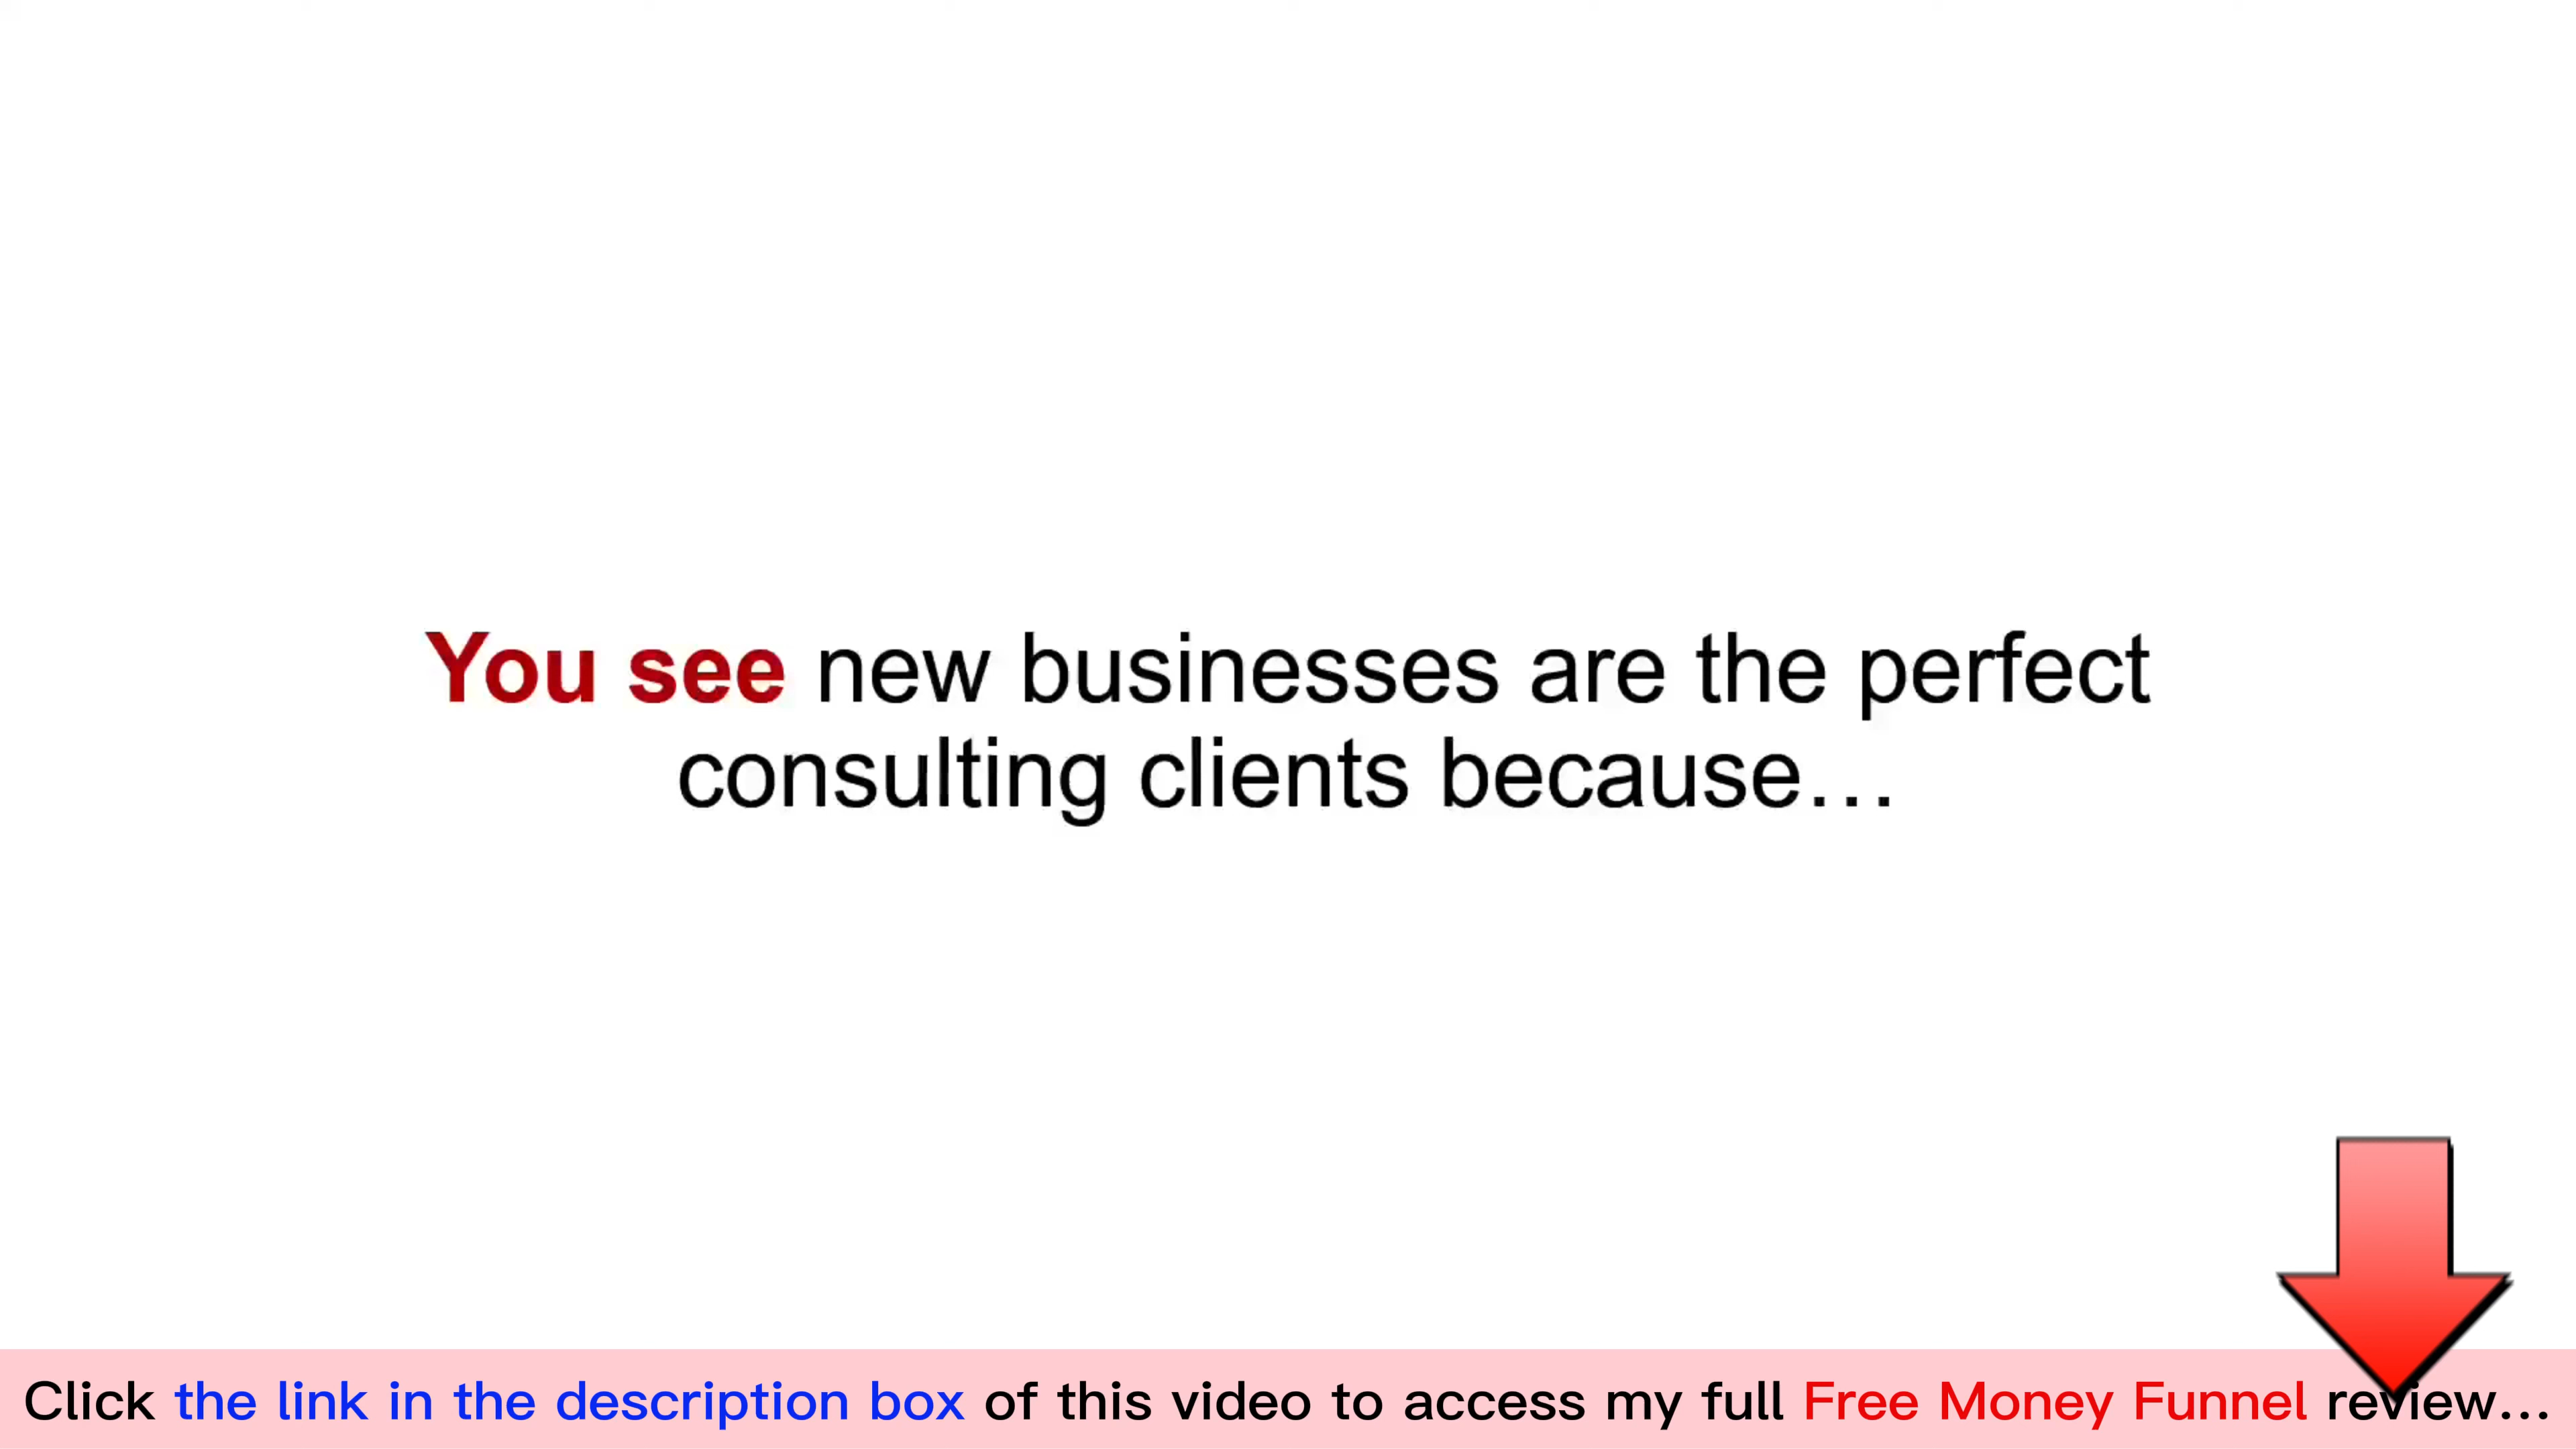 You see new businesses are the perfect
consulting clients because…
Click the link in the description box of this video to access my full Free Money Funnel review...